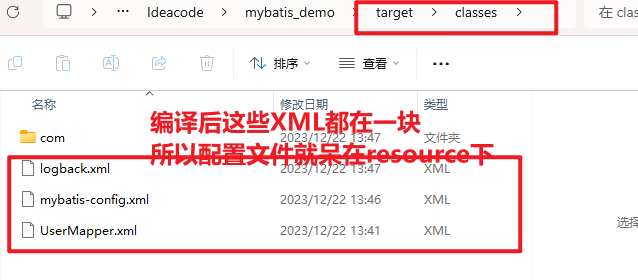 Ideacode > mybatis_demo > target > classes > 在 cla
排序 查看 ...
名称 修改日期 类型
编译后这些XML都在一块
com 2023/12/22 13:47 文件夹
所以配置文件就呆在resource下
logback.xml 2023/12/22 13:47 XML
mybatis-config.xml 2023/12/22 13:46 XML
UserMapper.xml 2023/12/22 13:41 XML
选择